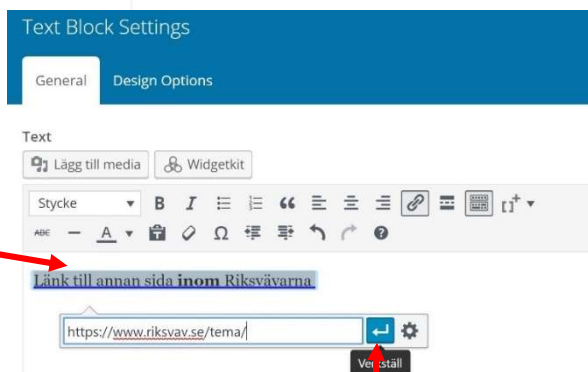 Text Block Settings
General Design Options
Text
Lägg till media Widgetkit
Stycke B I
ABE A T Ω
Länk till annan sida inom Riksvävarna
https://www.riksvav.se/tema/
Verkställ